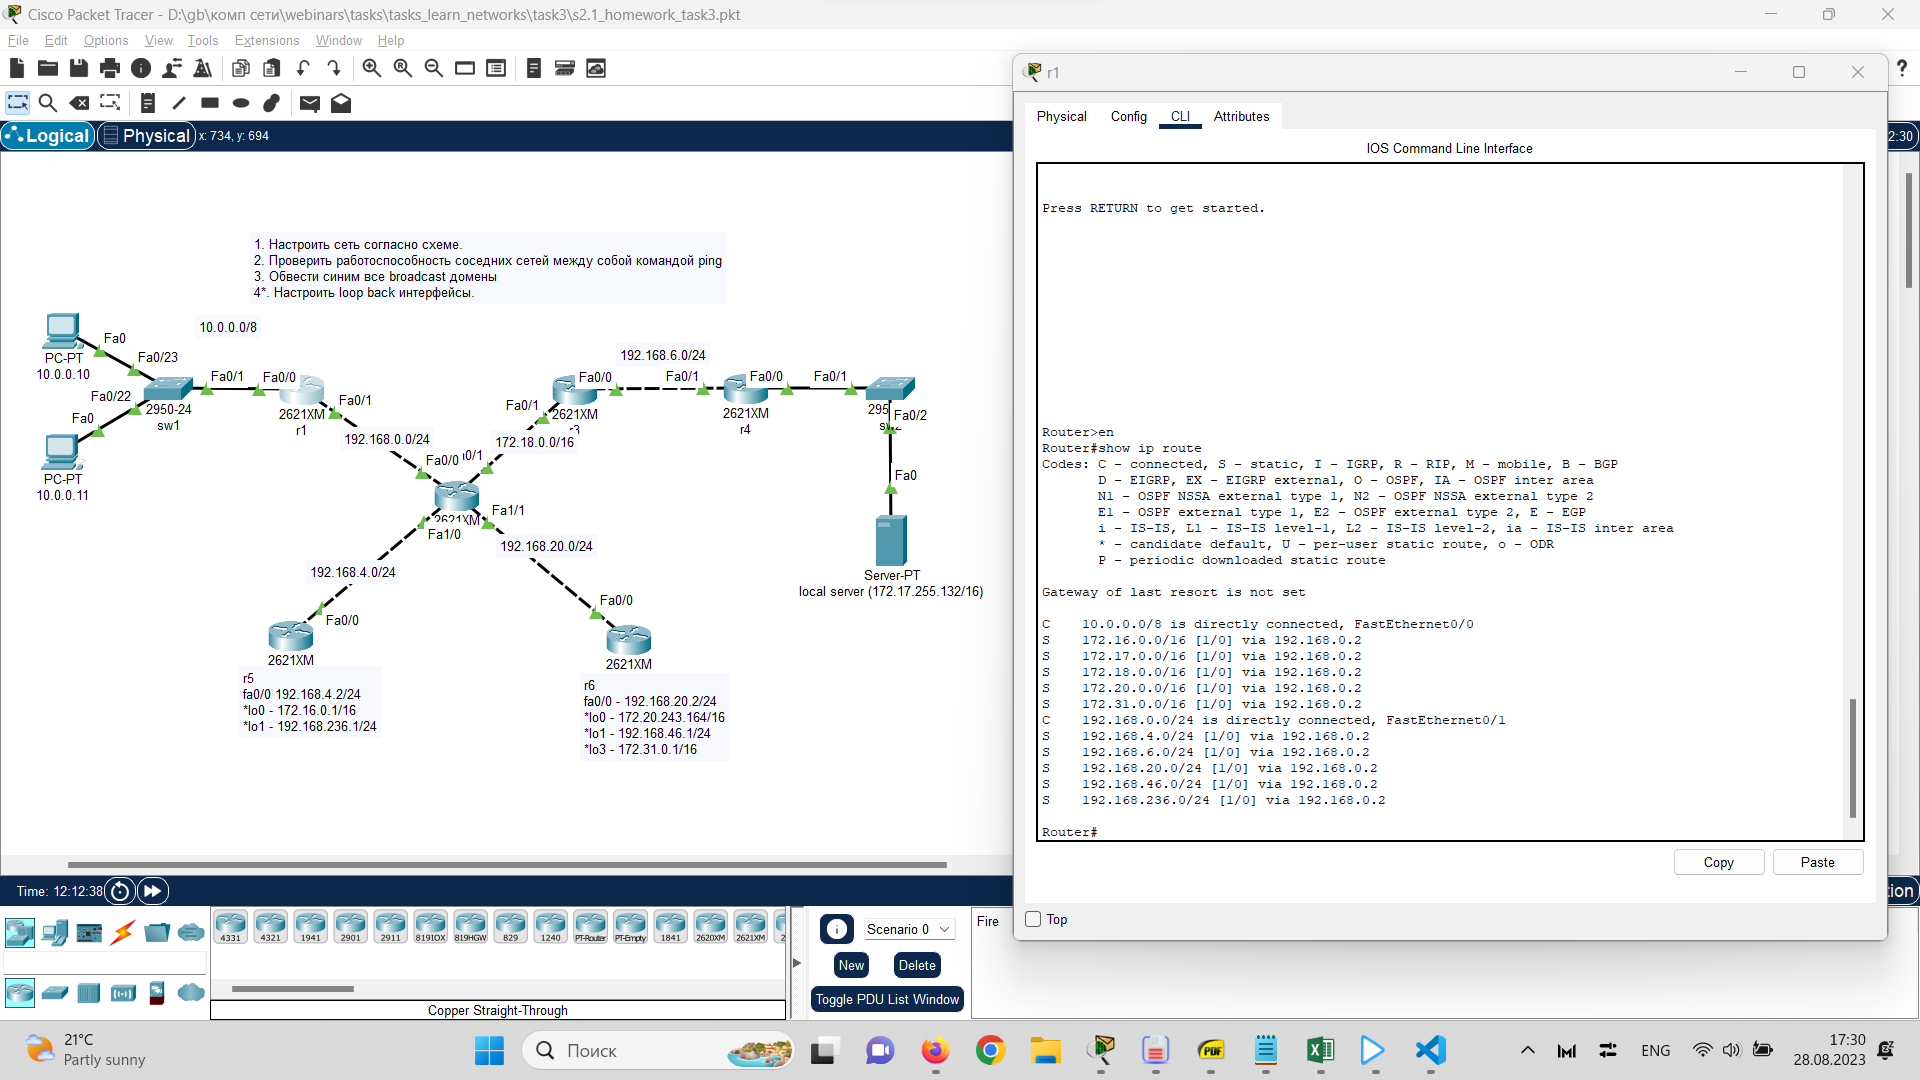 Cisco Packet Tracer - D:\gb\комп сети\webinars\tasks\tasks_learn_networks\task3\s2.1_homework_task3.pkt
File Edit Options View Tools Extensions Window Help
Logical
Physical
x: 734, y: 694
2:30
1. Настроить сеть согласно схеме.
2. Проверить работоспособность соседних сетей между собой командой ping
3. Обвести синим все broadcast домены
4*. Настроить loop back интерфейсы.
10.0.0.0/8
Fa0
PC-PT
10.0.0.10
Fa0/23
Fa0/22
Fa0
PC-PT
10.0.0.11
Fa0/1
2950-24
sw1
Fa0/0
2621XM
r1
Fa0/1
192.168.0.0/24
Fa0/0
0/1
2621XM
Fa1/0
Fa1/1
172.18.0.0/16
Fa0/1
Fa0/0
2621XM
r3
192.168.6.0/24
Fa0/1
Fa0/0
2621XM
r4
Fa0/1
295
Fa0/2
Fa0
Server-PT
local server (172.17.255.132/16)
192.168.20.0/24
192.168.4.0/24
Fa0/0
2621XM
r5
fa0/0 192.168.4.2/24
*lo0 - 172.16.0.1/16
*lo1 - 192.168.236.1/24
Fa0/0
2621XM
r6
fa0/0 - 192.168.20.2/24
*lo0 - 172.20.243.164/16
*lo1 - 192.168.46.1/24
*lo3 - 172.31.0.1/16
r1
Physical Config CLI Attributes
IOS Command Line Interface
Press RETURN to get started.
Router>en
Router#show ip route
Codes: C - connected, S - static, I - IGRP, R - RIP, M - mobile, B - BGP
D - EIGRP, EX - EIGRP external, O - OSPF, IA - OSPF inter area
N1 - OSPF NSSA external type 1, N2 - OSPF NSSA external type 2
E1 - OSPF external type 1, E2 - OSPF external type 2, E - EGP
i - IS-IS, L1 - IS-IS level-1, L2 - IS-IS level-2, ia - IS-IS inter area
* - candidate default, U - per-user static route, o - ODR
P - periodic downloaded static route
Gateway of last resort is not set
C 10.0.0.0/8 is directly connected, FastEthernet0/0
S 172.16.0.0/16 [1/0] via 192.168.0.2
S 172.17.0.0/16 [1/0] via 192.168.0.2
S 172.18.0.0/16 [1/0] via 192.168.0.2
S 172.20.0.0/16 [1/0] via 192.168.0.2
S 172.31.0.0/16 [1/0] via 192.168.0.2
C 192.168.0.0/24 is directly connected, FastEthernet0/1
S 192.168.4.0/24 [1/0] via 192.168.0.2
S 192.168.6.0/24 [1/0] via 192.168.0.2
S 192.168.20.0/24 [1/0] via 192.168.0.2
S 192.168.46.0/24 [1/0] via 192.168.0.2
S 192.168.236.0/24 [1/0] via 192.168.0.2
Router#
Copy
Paste
Top
Time: 12:12:38
tion
4331 4321 1941 2901 2911 819IOX 819HGW 829 1240 PT-Router PT-Empty 1841 2620XM 2621XM 2
Copper Straight-Through
Scenario 0
New
Delete
Toggle PDU List Window
Fire
21°C
Partly sunny
Поиск
PDF
ENG
17:30
28.08.2023